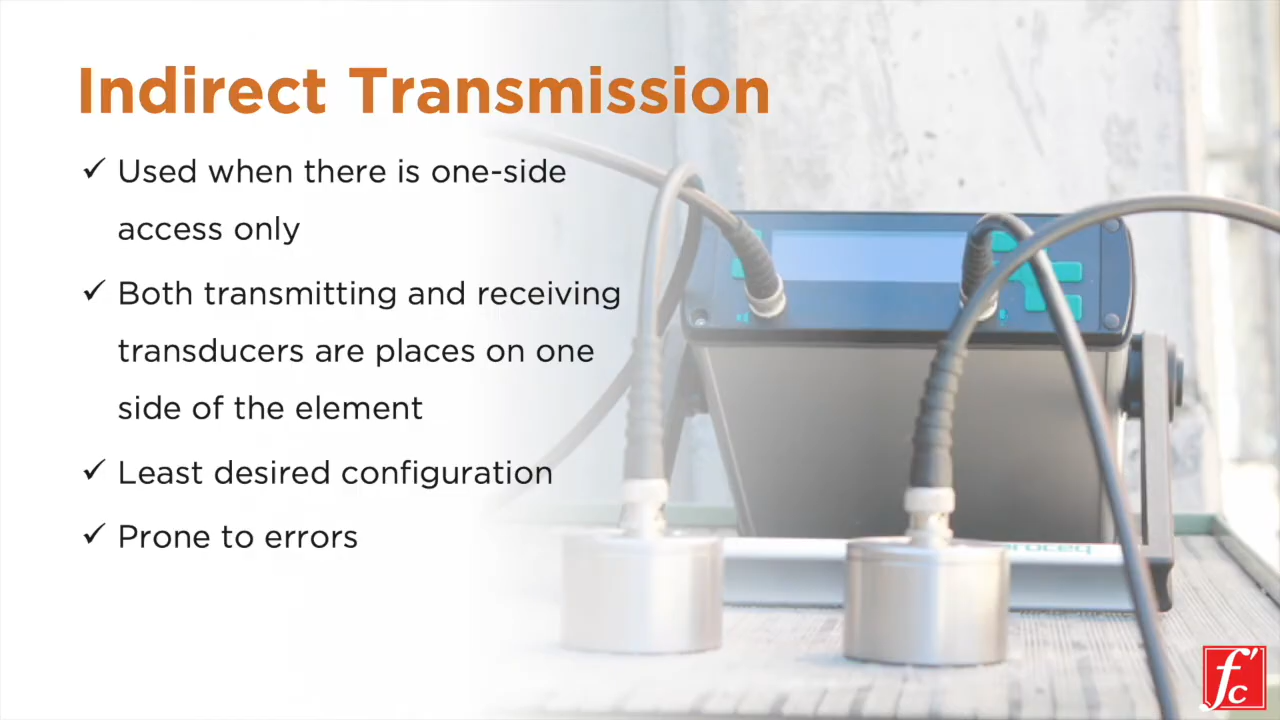 Indirect Transmission
✓ Used when there is one-side
access only
✓ Both transmitting and receiving
transducers are places on one
side of the element
✓ Least desired configuration
✓ Prone to errors
proceq
f'c